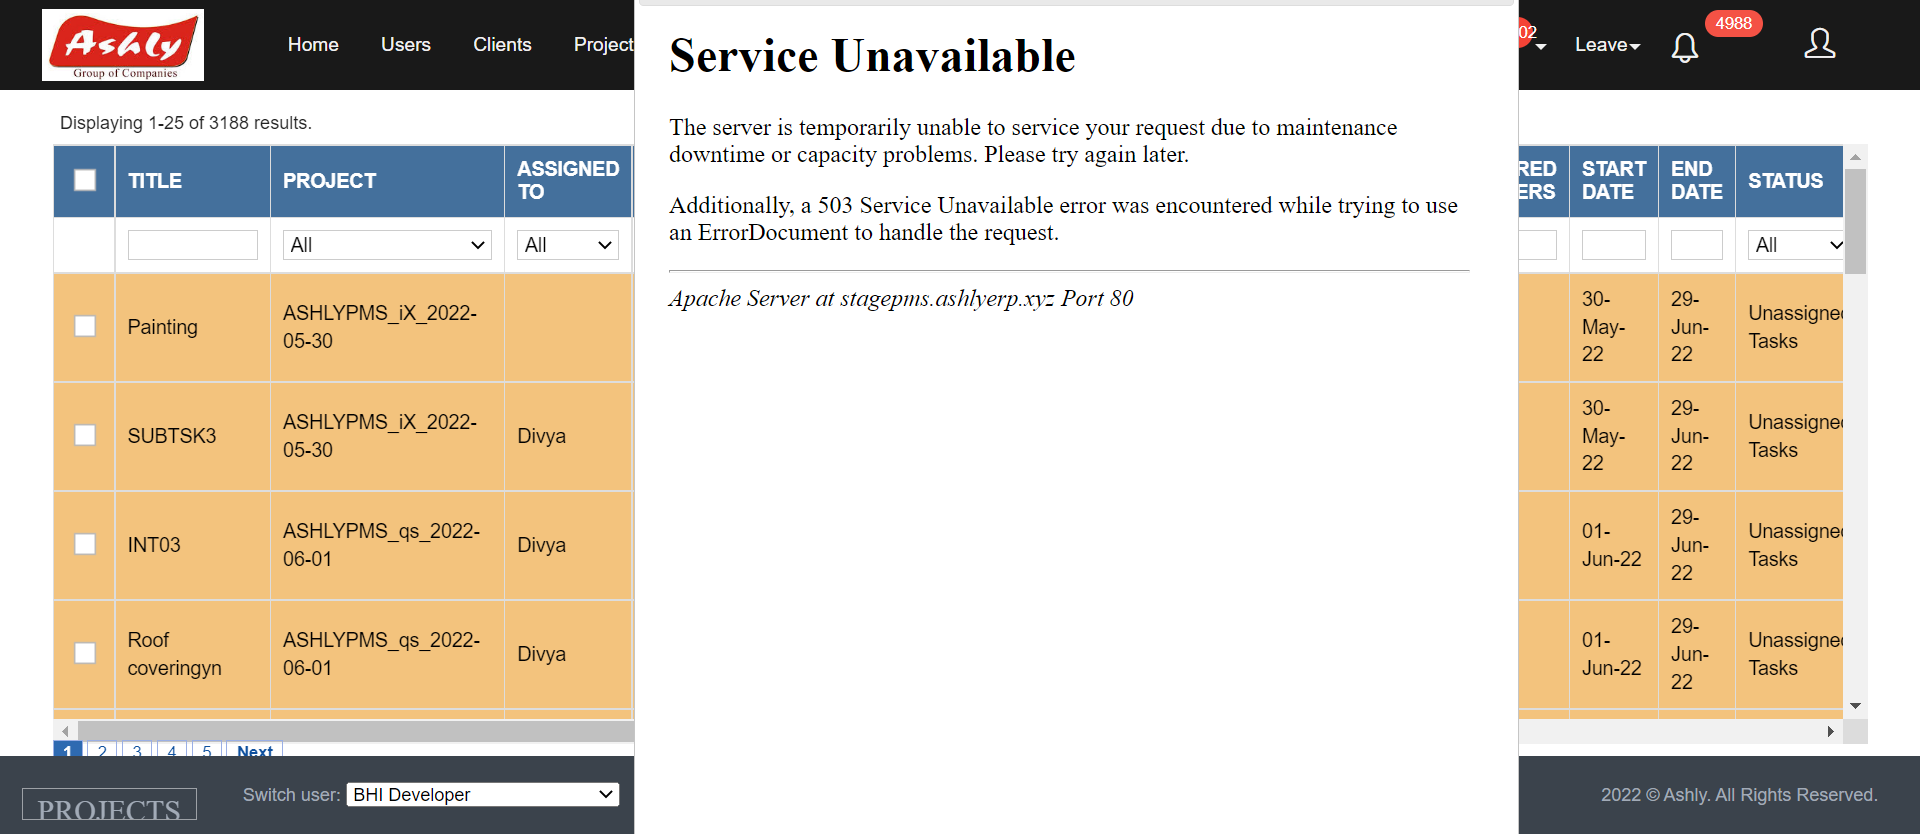 Ashly
Group of Companies
Home
Users
Clients
Project
02
Leave
4988
Displaying 1-25 of 3188 results.
TITLE
PROJECT
ASSIGNED
TO
RED
ERS
START
DATE
END
DATE
STATUS
All
All
All
Painting
ASHLYPMS_iX_2022-
05-30
30-
May-
22
29-
Jun-
22
Unassigned
Tasks
SUBTSK3
ASHLYPMS_iX_2022-
05-30
Divya
30-
May-
22
29-
Jun-
22
Unassigned
Tasks
INT03
ASHLYPMS_qs_2022-
06-01
Divya
01-
Jun-22
29-
Jun-
22
Unassigned
Tasks
Roof
coveringyn
ASHLYPMS_qs_2022-
06-01
Divya
01-
Jun-22
29-
Jun-
22
Unassigned
Tasks
1 2 3 4 5 Next
Service Unavailable
The server is temporarily unable to service your request due to maintenance
downtime or capacity problems. Please try again later.
Additionally, a 503 Service Unavailable error was encountered while trying to use
an ErrorDocument to handle the request.
Apache Server at stagepms.ashlyerp.xyz Port 80
PROJECTS
Switch user: BHI Developer
2022 © Ashly. All Rights Reserved.